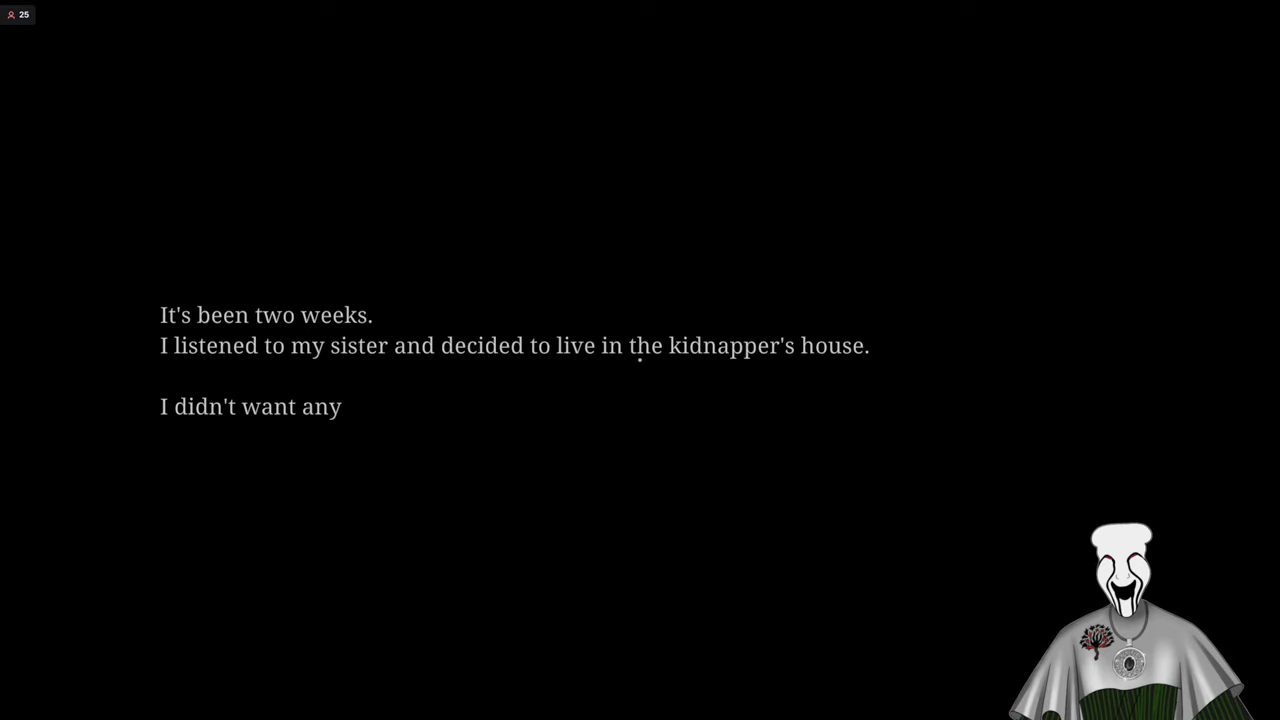 25
It's been two weeks.
I listened to my sister and decided to live in the kidnapper's house.
I didn't want any